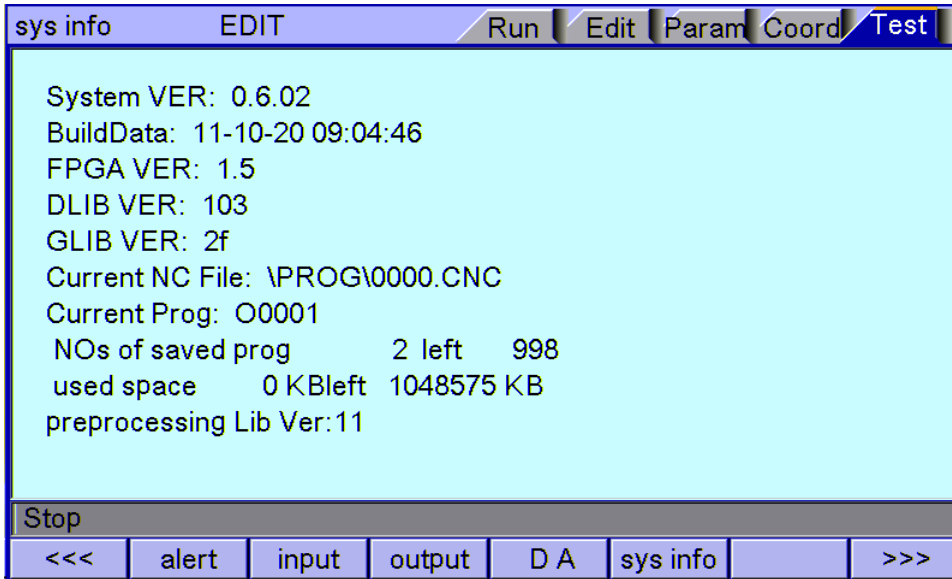 sys info EDIT Run Edit Param Coord Test
System VER: 0.6.02
BuildData: 11-10-20 09:04:46
FPGA VER: 1.5
DLIB VER: 103
GLIB VER: 2f
Current NC File: \PROG\0000.CNC
Current Prog: O0001
NOs of saved prog 2 left 998
used space 0 KBleft 1048575 KB
preprocessing Lib Ver:11
Stop
<<< alert input output D A sys info >>>